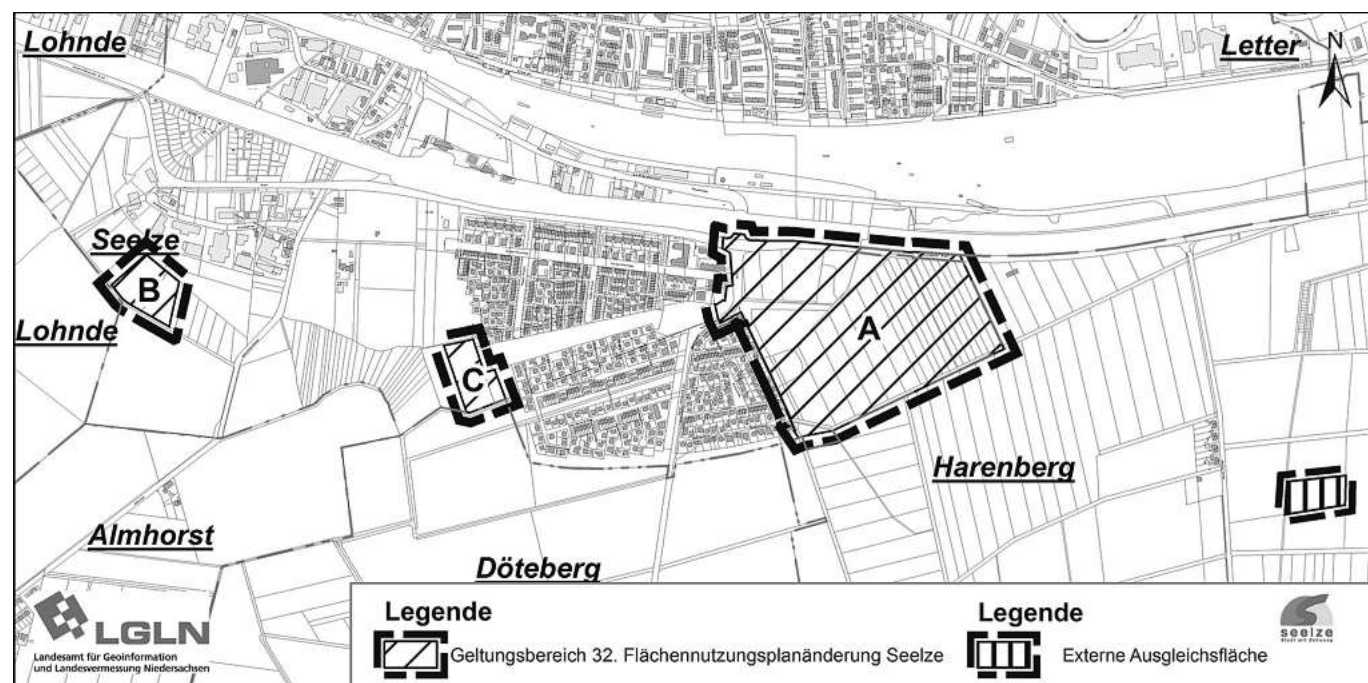 Lohnde
Letter
N
Seelze
B
Lohnde
A
C
Harenberg
Almhorst
Döteberg
LGLN
Landesamt für Geoinformation
und Landesvermessung Niedersachsen
Legende
Geltungsbereich 32. Flächennutzungsplanänderung Seelze
Legende
Externe Ausgleichsfläche
seelze